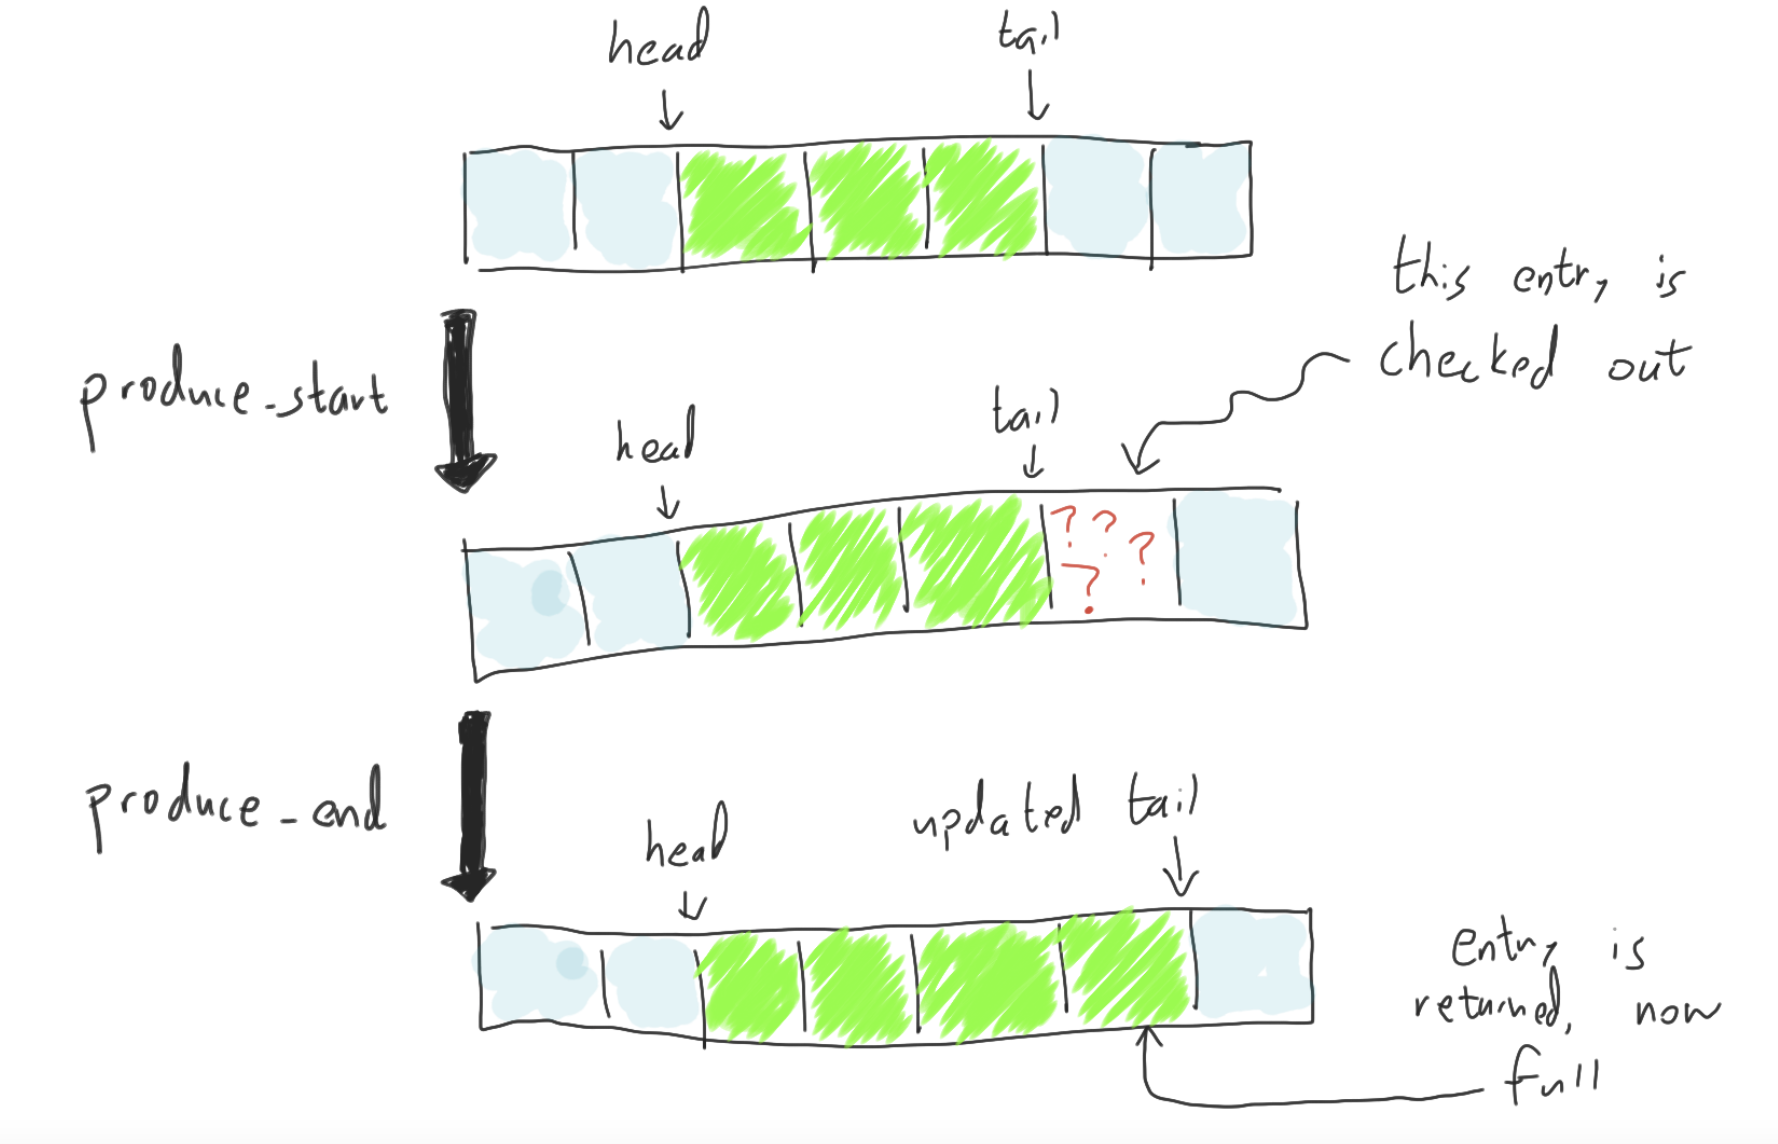 head
tail
this entry is
checked out
produce_start
head
tail
? ? ? ?
produce_end
head
updated tail
entry is
returned, now
full